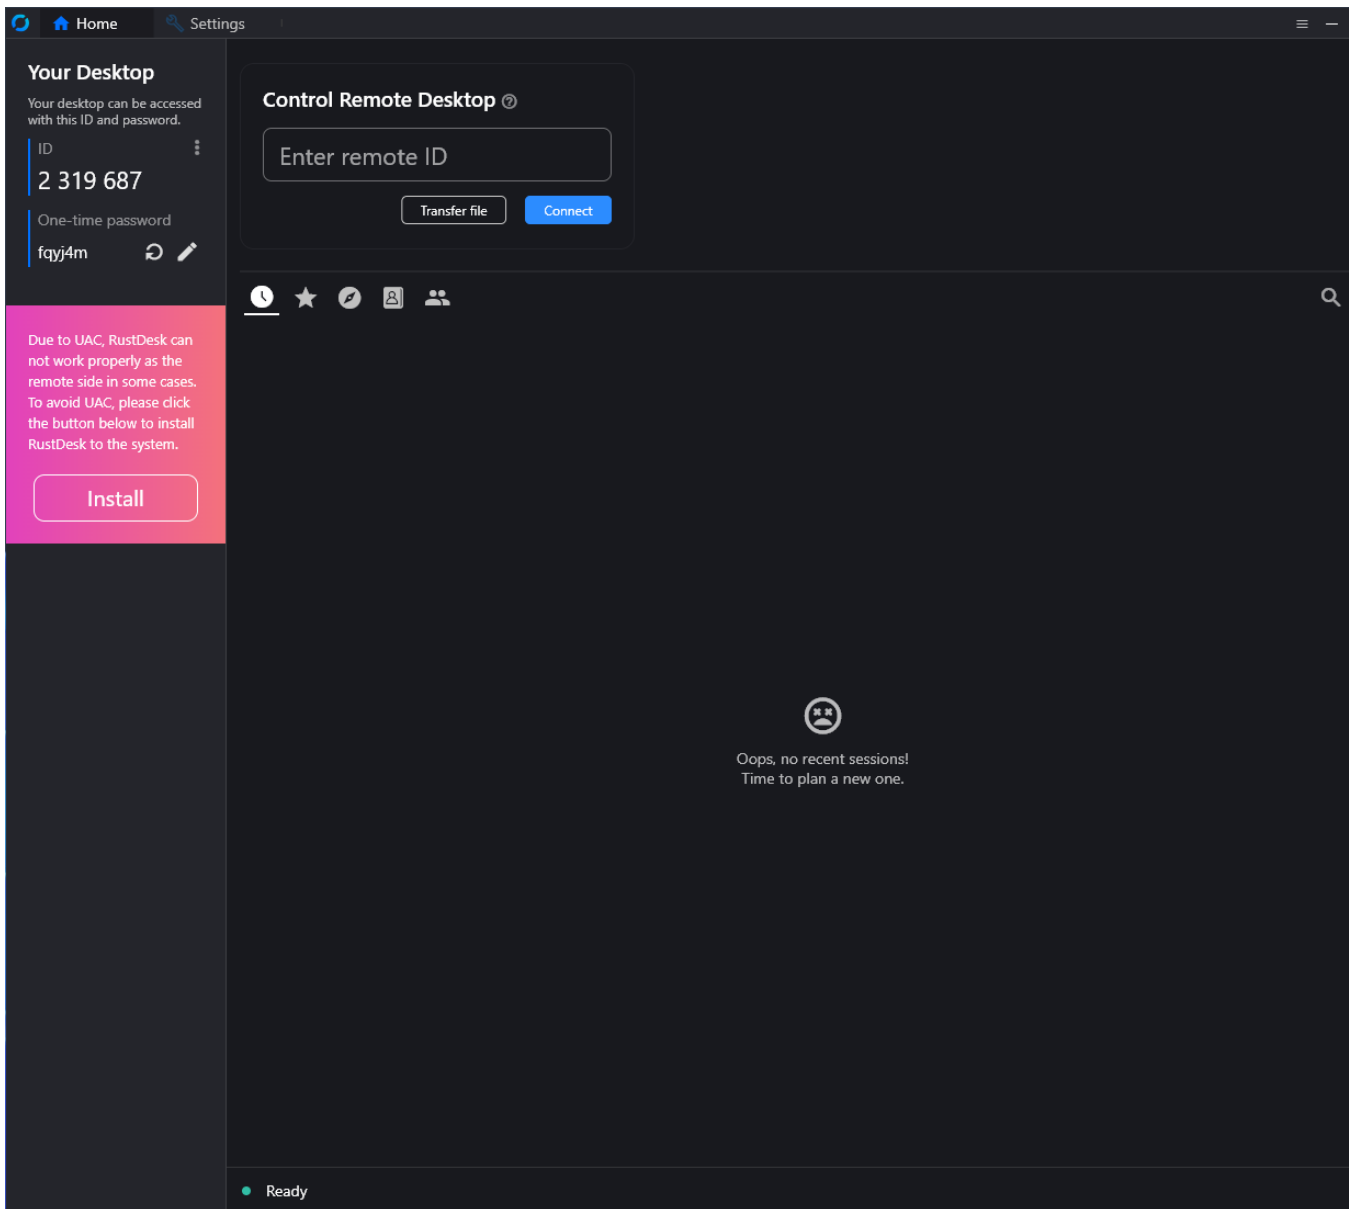 Home
Settings
Your Desktop
Your desktop can be accessed
with this ID and password.
ID
2 319 687
One-time password
fqyj4m
Due to UAC, RustDesk can
not work properly as the
remote side in some cases.
To avoid UAC, please click
the button below to install
RustDesk to the system.
Install
Control Remote Desktop
Enter remote ID
Transfer file
Connect
Oops, no recent sessions!
Time to plan a new one.
Ready